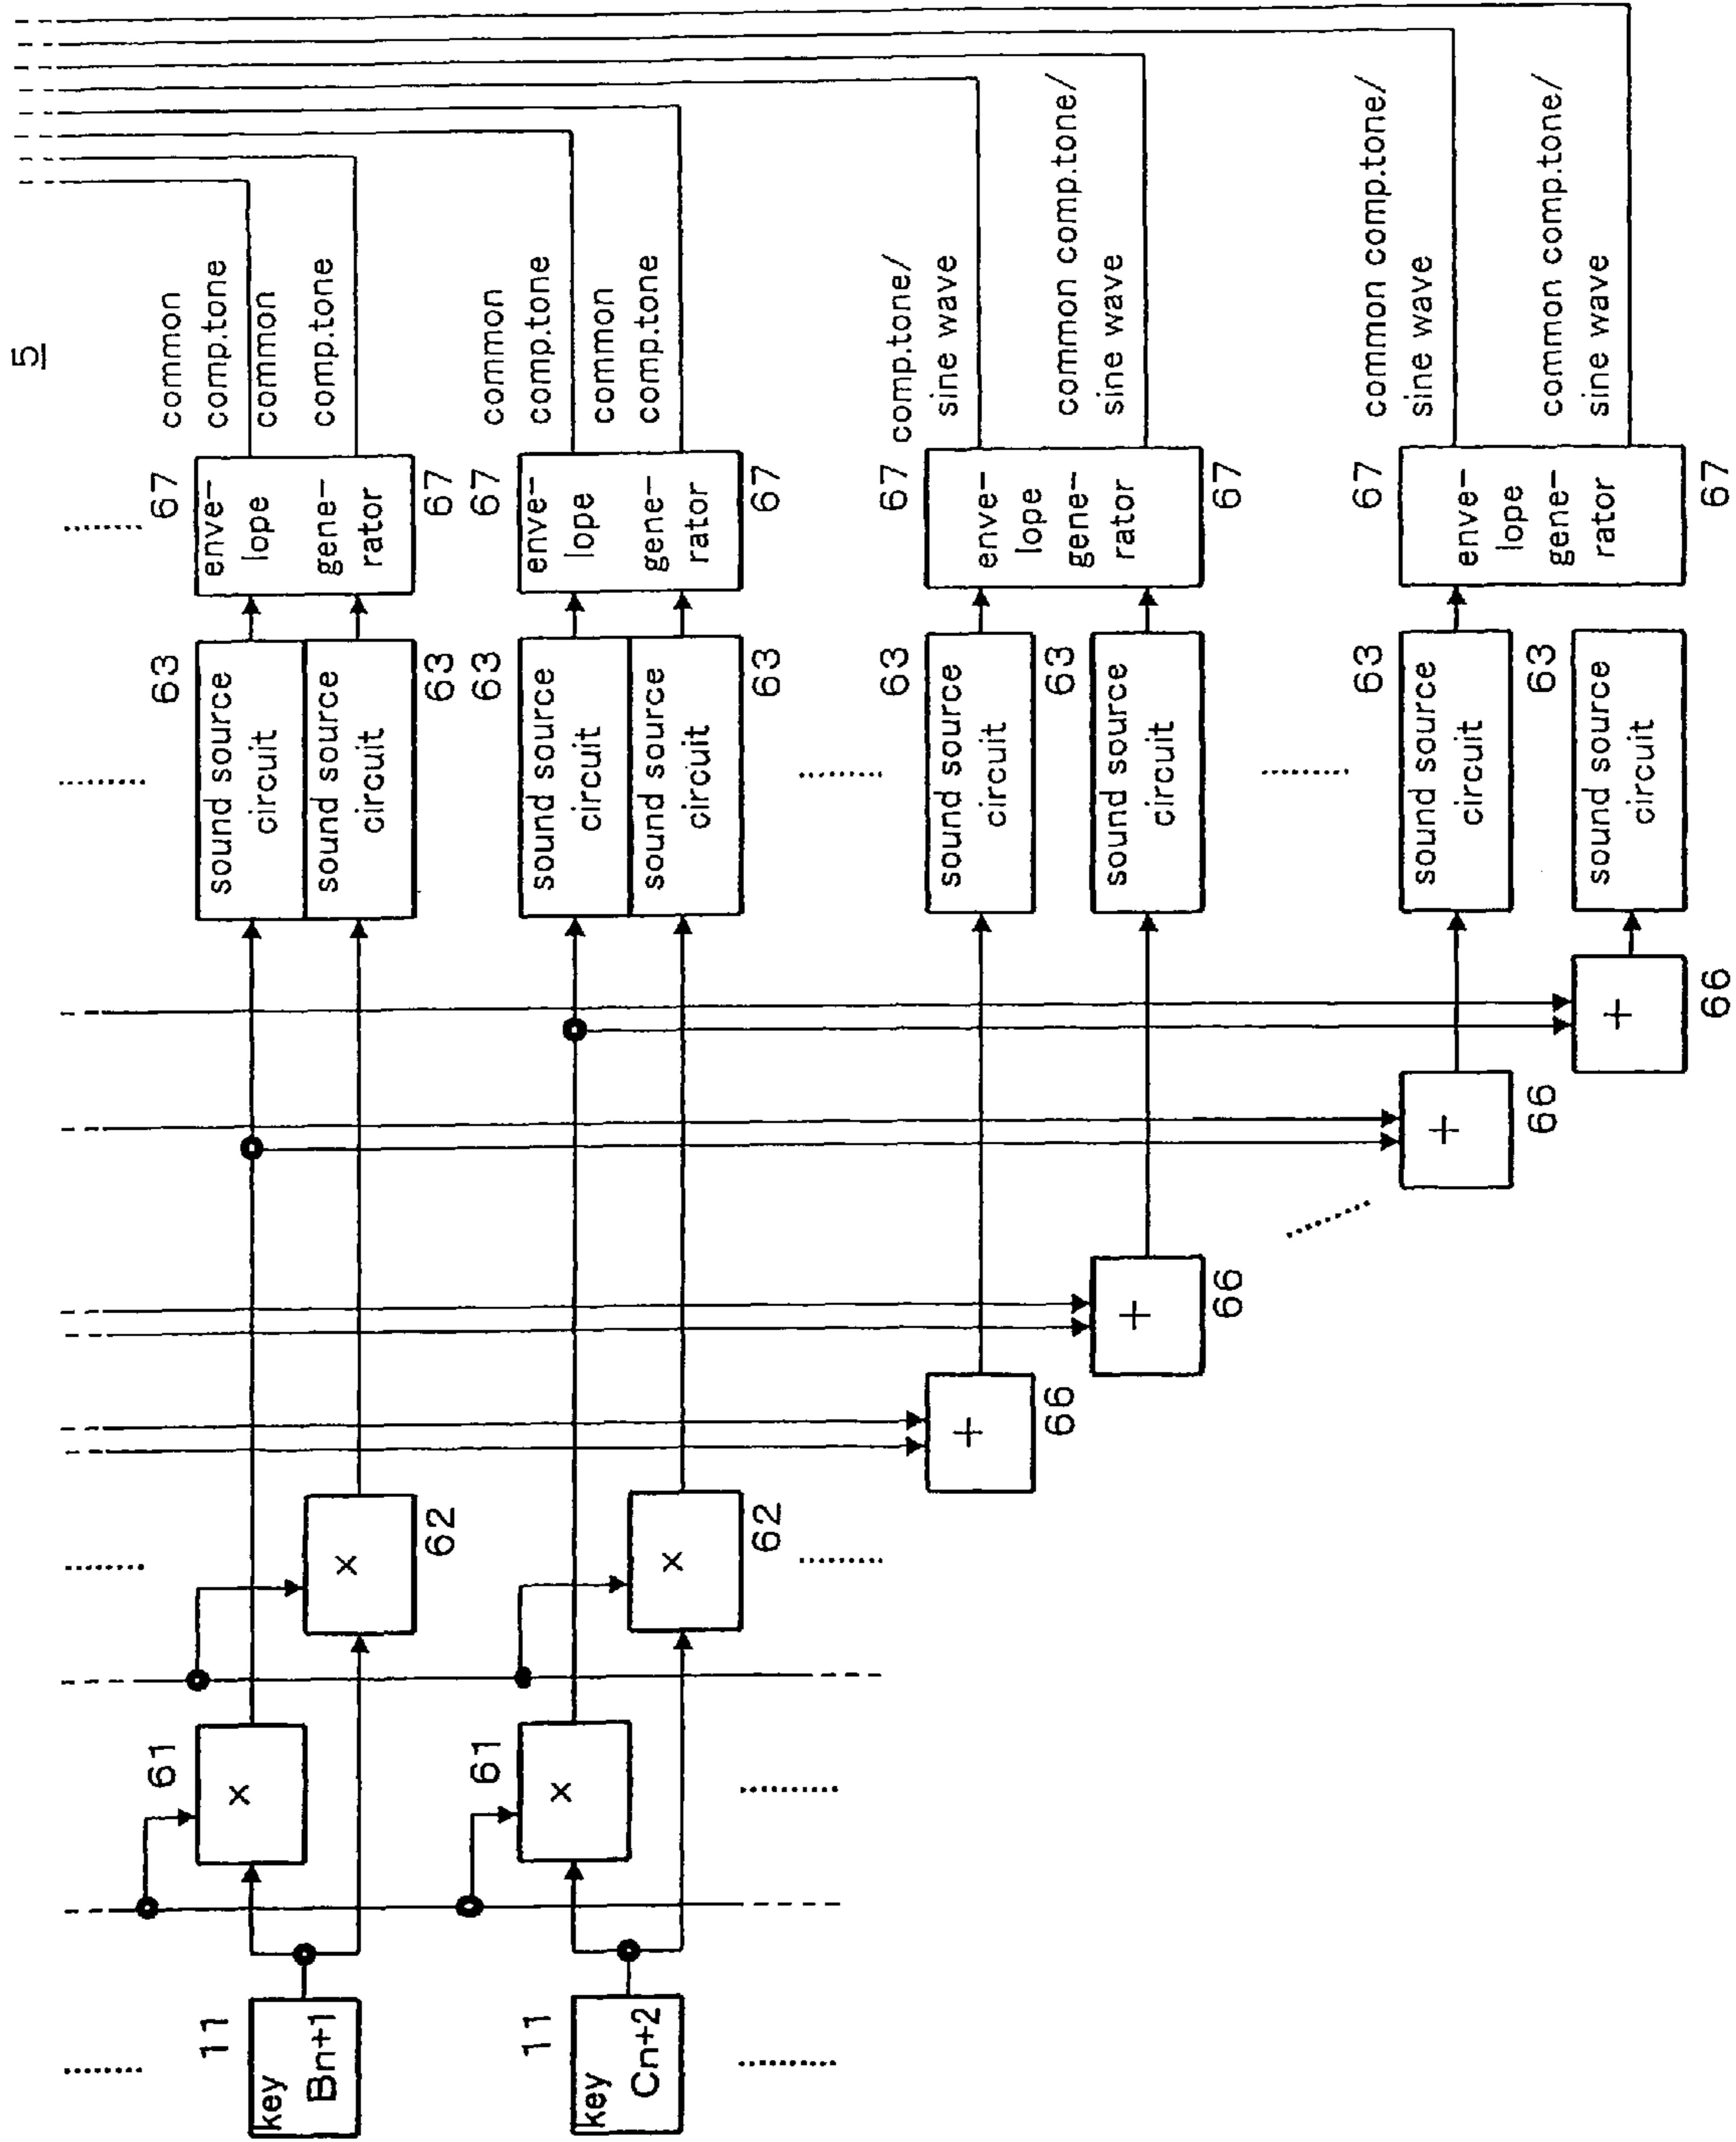 5
11
key
Bn+1
61
×
×
62
63
sound source
circuit
sound source
circuit
63
67
enve-
lope
gene-
rator
67
common
comp.tone
common
comp.tone
11
key
Cn+2
61
×
×
62
63
sound source
circuit
sound source
circuit
63
67
enve-
lope
gene-
rator
67
common
comp.tone
common
comp.tone
+
66
63
sound source
circuit
+
66
63
sound source
circuit
67
enve-
lope
gene-
rator
67
comp.tone/
sine wave
common comp.tone/
sine wave
+
66
63
sound source
circuit
+
66
63
sound source
circuit
67
enve-
lope
gene-
rator
67
common comp.tone/
sine wave
common comp.tone/
sine wave